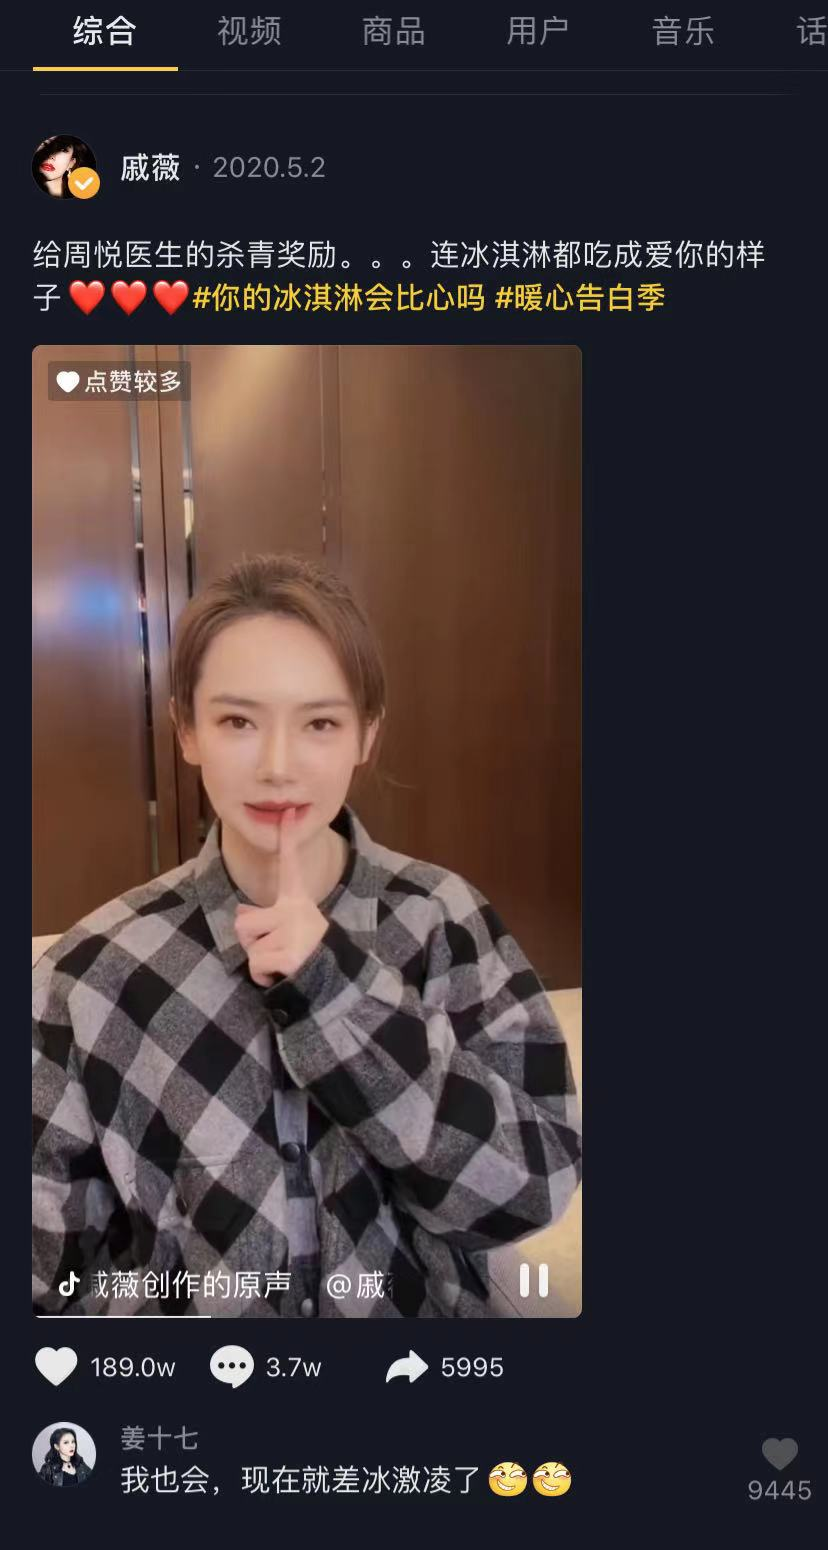 综合 视频 商品 用户 音乐 话
戚薇 · 2020.5.2
给周悦医生的杀青奖励。。。连冰淇淋都吃成爱你的样
子❤️❤️❤️#你的冰淇淋会比心吗 #暖心告白季
点赞较多
戚薇创作的原声 @戚
189.0w 3.7w 5995
姜十七
我也会，现在就差冰激凌了
9445